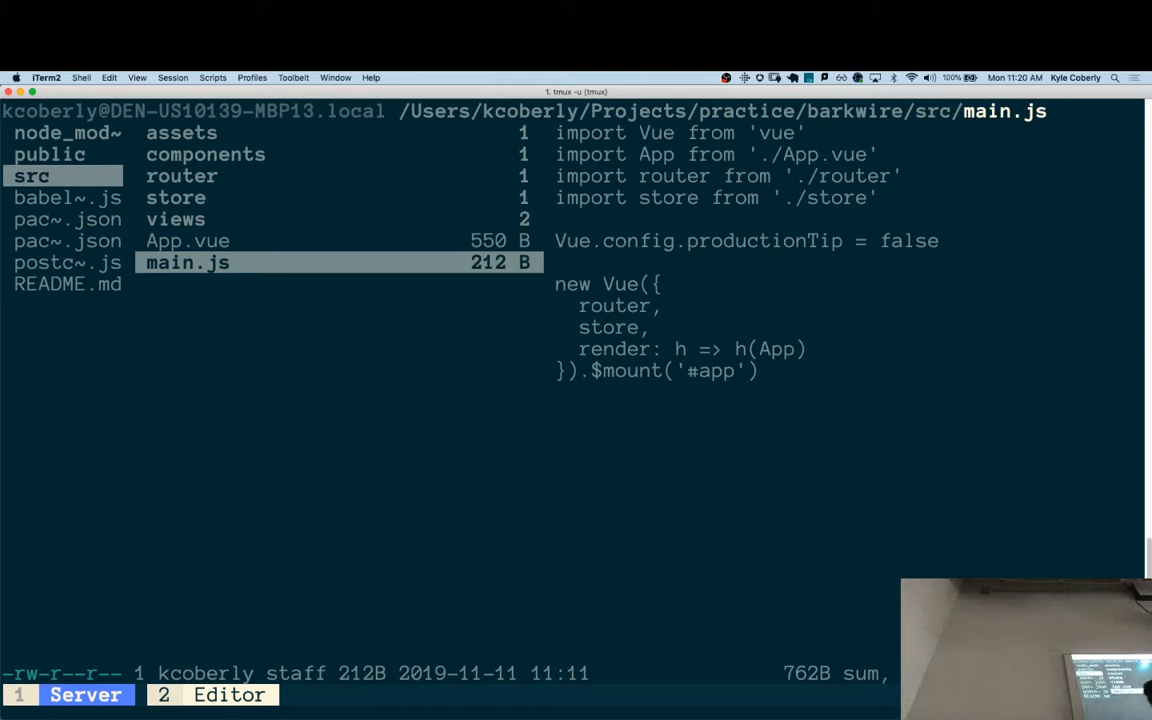 iTerm2 Shell Edit View Session Scripts Profiles Toolbelt Window Help 100% Mon 11:20 AM Kyle Coberly
1. tmux -u (tmux)
kcoberly@DEN-US10139-MBP13.local /Users/kcoberly/Projects/practice/barkwire/src/main.js
node_mod~ assets 1 import Vue from 'vue'
public components 1 import App from './App.vue'
src router 1 import router from './router'
babel~.js store 1 import store from './store'
pac~.json views 2
pac~.json App.vue 550 B Vue.config.productionTip = false
postc~.js main.js 212 B
README.md new Vue({
router,
store,
render: h => h(App)
}).$mount('#app')
-rw-r--r-- 1 kcoberly staff 212B 2019-11-11 11:11 762B sum,
1 Server 2 Editor